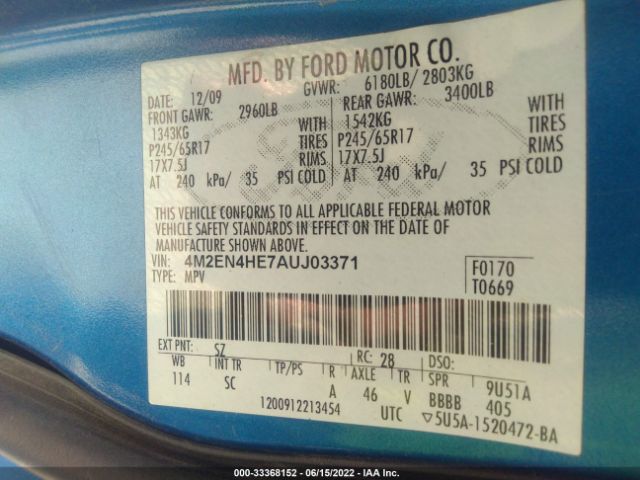 MFD. BY FORD MOTOR CO.
DATE: 12/09 GVWR: 6180LB/ 2803KG
FRONT GAWR: 2960LB REAR GAWR: 3400LB
1343KG WITH 1542KG WITH
P245/65R17 TIRES P245/65R17 TIRES
17X7.5J RIMS 17X7.5J RIMS
AT 240 kPa/ 35 PSI COLD AT 240 kPa/ 35 PSI COLD
THIS VEHICLE CONFORMS TO ALL APPLICABLE FEDERAL MOTOR
VEHICLE SAFETY STANDARDS IN EFFECT ON THE DATE OF
MANUFACTURE SHOWN ABOVE.
VIN: 4M2EN4HE7AUJ03371 F0170
TYPE: MPV T0669
EXT PNT: SZ RC: 28 DSO:
WB INT TR TP/PS R AXLE TR SPR 9U51A
114 SC A 46 V BBBB 405
1200912213454 UTC ▽5U5A-1520472-BA
000-33368152 - 06/15/2022 - IAA Inc.